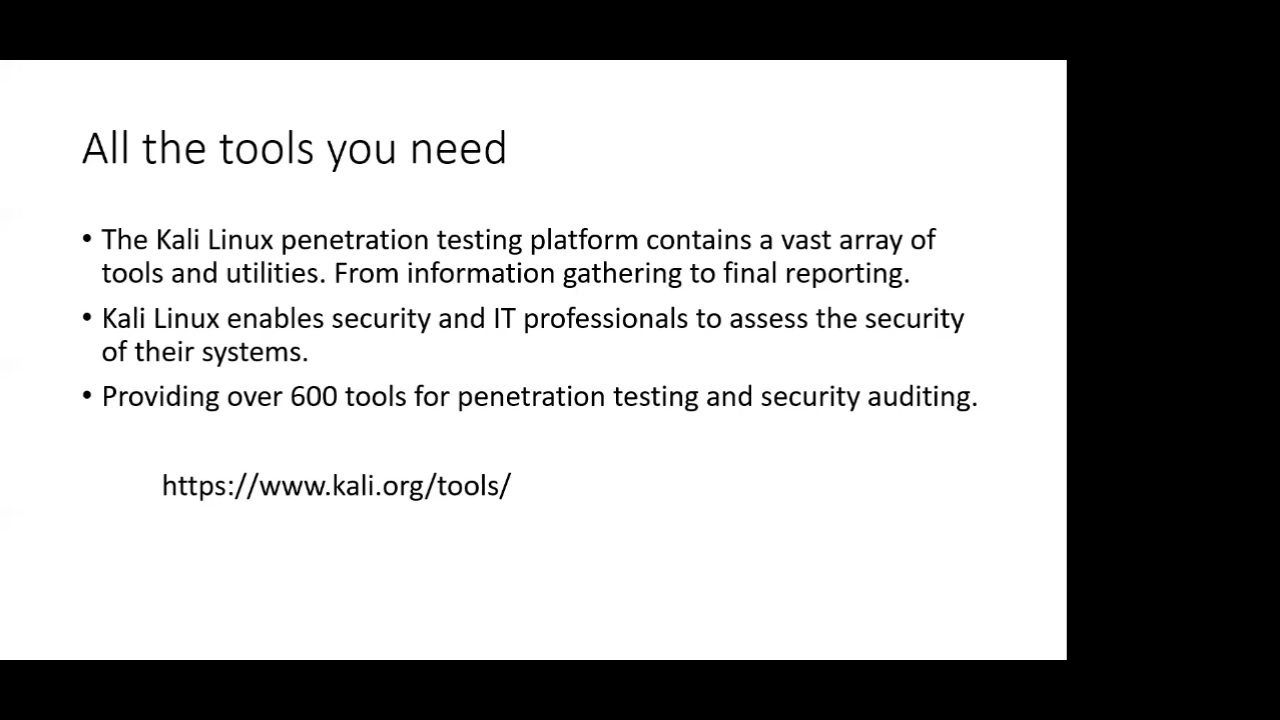 All the tools you need
• The Kali Linux penetration testing platform contains a vast array of
tools and utilities. From information gathering to final reporting.
• Kali Linux enables security and IT professionals to assess the security
of their systems.
• Providing over 600 tools for penetration testing and security auditing.
https://www.kali.org/tools/